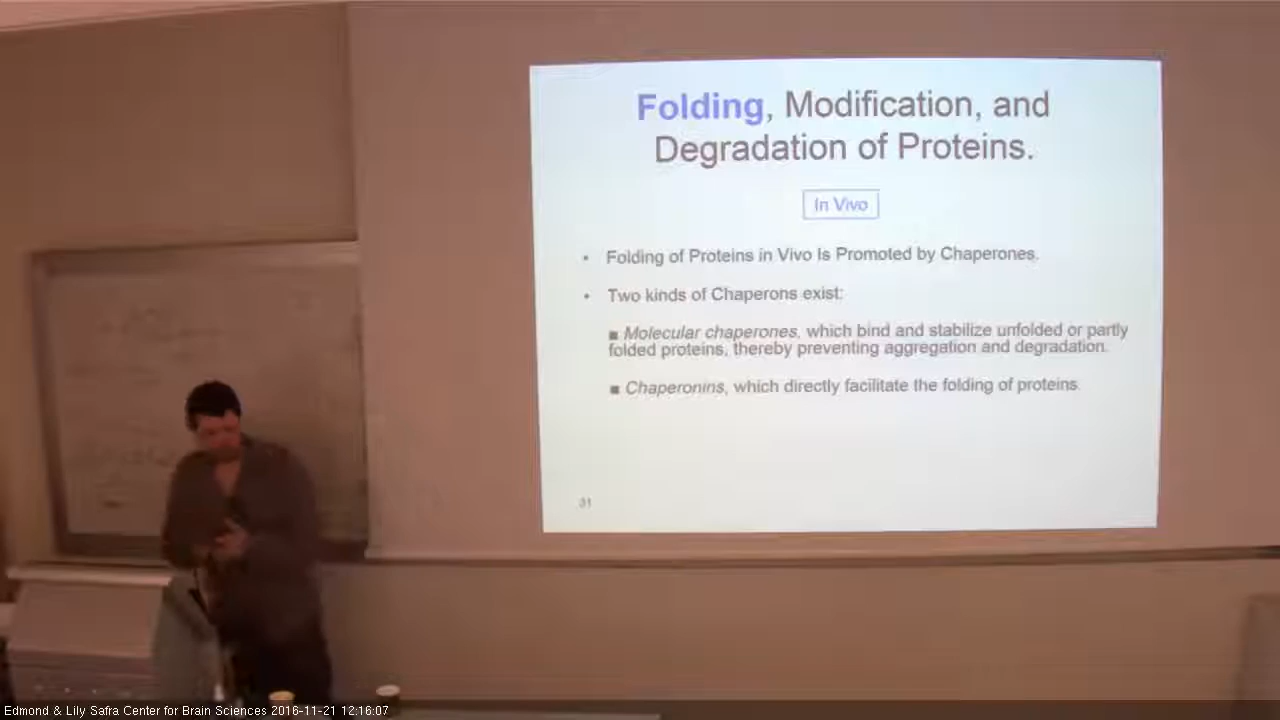 Folding, Modification, and
Degradation of Proteins.
In Vivo
• Folding of Proteins in Vivo Is Promoted by Chaperones.
• Two kinds of Chaperons exist:
■ Molecular chaperones, which bind and stabilize unfolded or partly
folded proteins, thereby preventing aggregation and degradation.
■ Chaperonins, which directly facilitate the folding of proteins.
31
Edmond & Lily Safra Center for Brain Sciences 2016-11-21 12:16:07